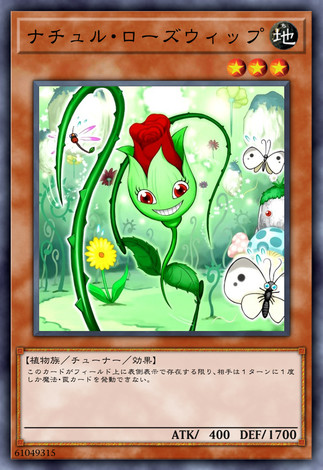 ナチュル・ローズウィップ
地
【植物族／チューナー／効果】
このカードがフィールド上に表側表示で存在する限り、相手は１ターンに１度
しか魔法・罠カードを発動できない。
ATK/ 400 DEF/1700
61049315